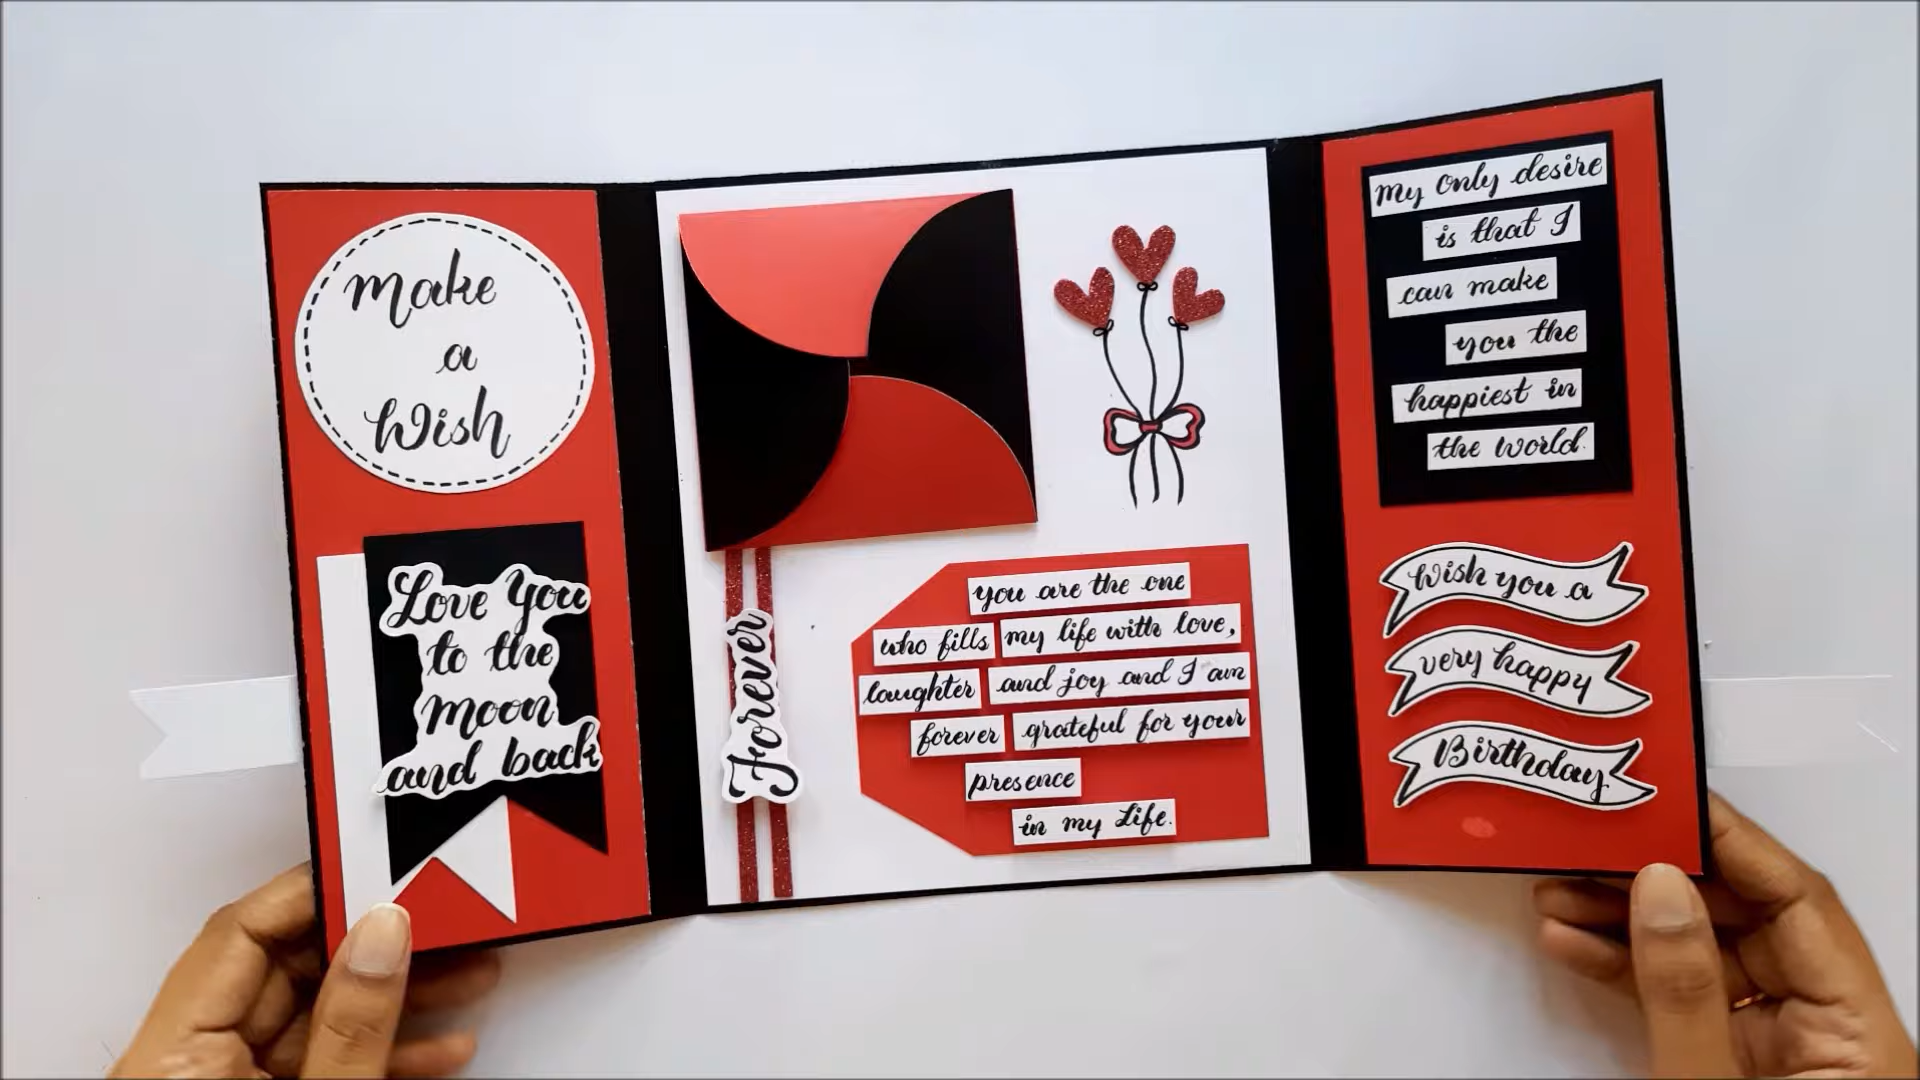 Make
a
Wish
Love You
to the
moon
and back
Forever
you are the one
who fills my life with love,
laughter and joy and I am
forever grateful for your
presence
in my Life.
My only desire
is that I
can make
you the
happiest in
the world.
Wish you a
very happy
Birthday